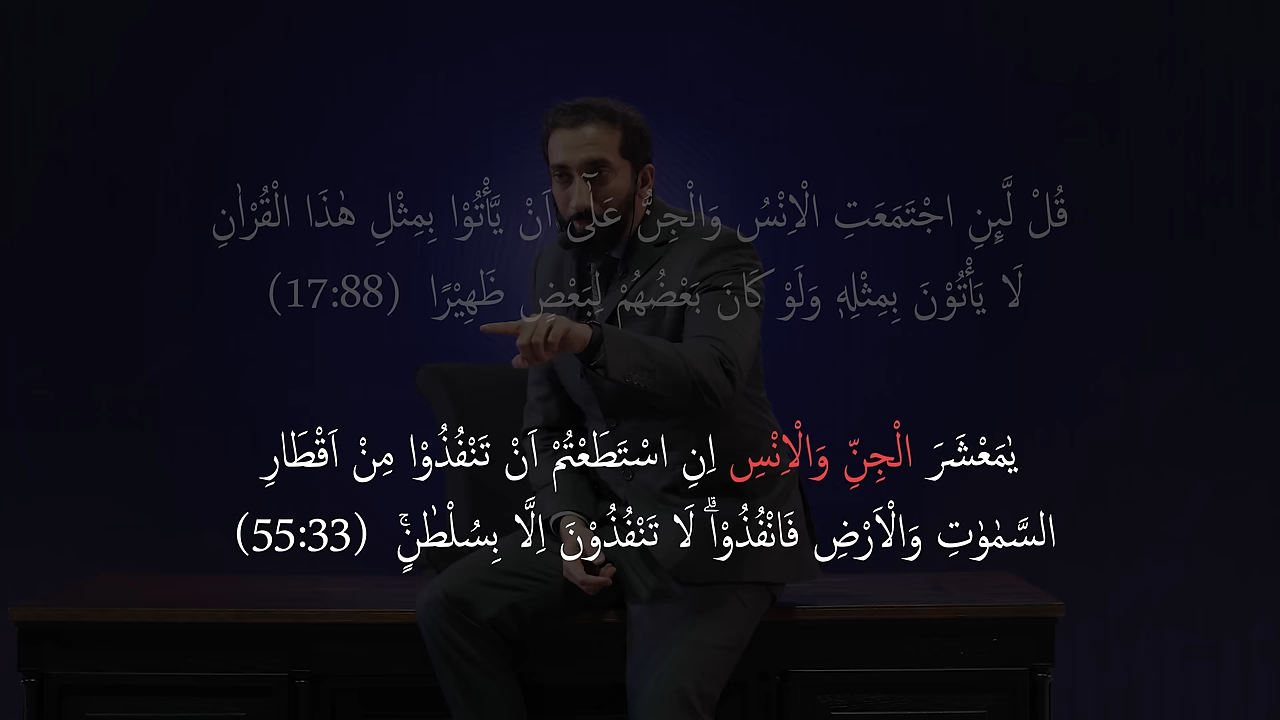 قُلْ لَّىِٕنِ اجْتَمَعَتِ الْاِنْسُ وَالْجِنُّ عَلٰٓى اَنْ يَّأْتُوْا بِمِثْلِ هٰذَا الْقُرْاٰنِ
لَا يَأْتُوْنَ بِمِثْلِهٖ وَلَوْ كَانَ بَعْضُهُمْ لِبَعْضٍ ظَهِيْرًا (17:88)
يٰمَعْشَرَ الْجِنِّ وَالْاِنْسِ اِنِ اسْتَطَعْتُمْ اَنْ تَنْفُذُوْا مِنْ اَقْطَارِ
السَّمٰوٰتِ وَالْاَرْضِ فَانْفُذُوْاۗ لَا تَنْفُذُوْنَ اِلَّا بِسُلْطٰنٍۚ (55:33)